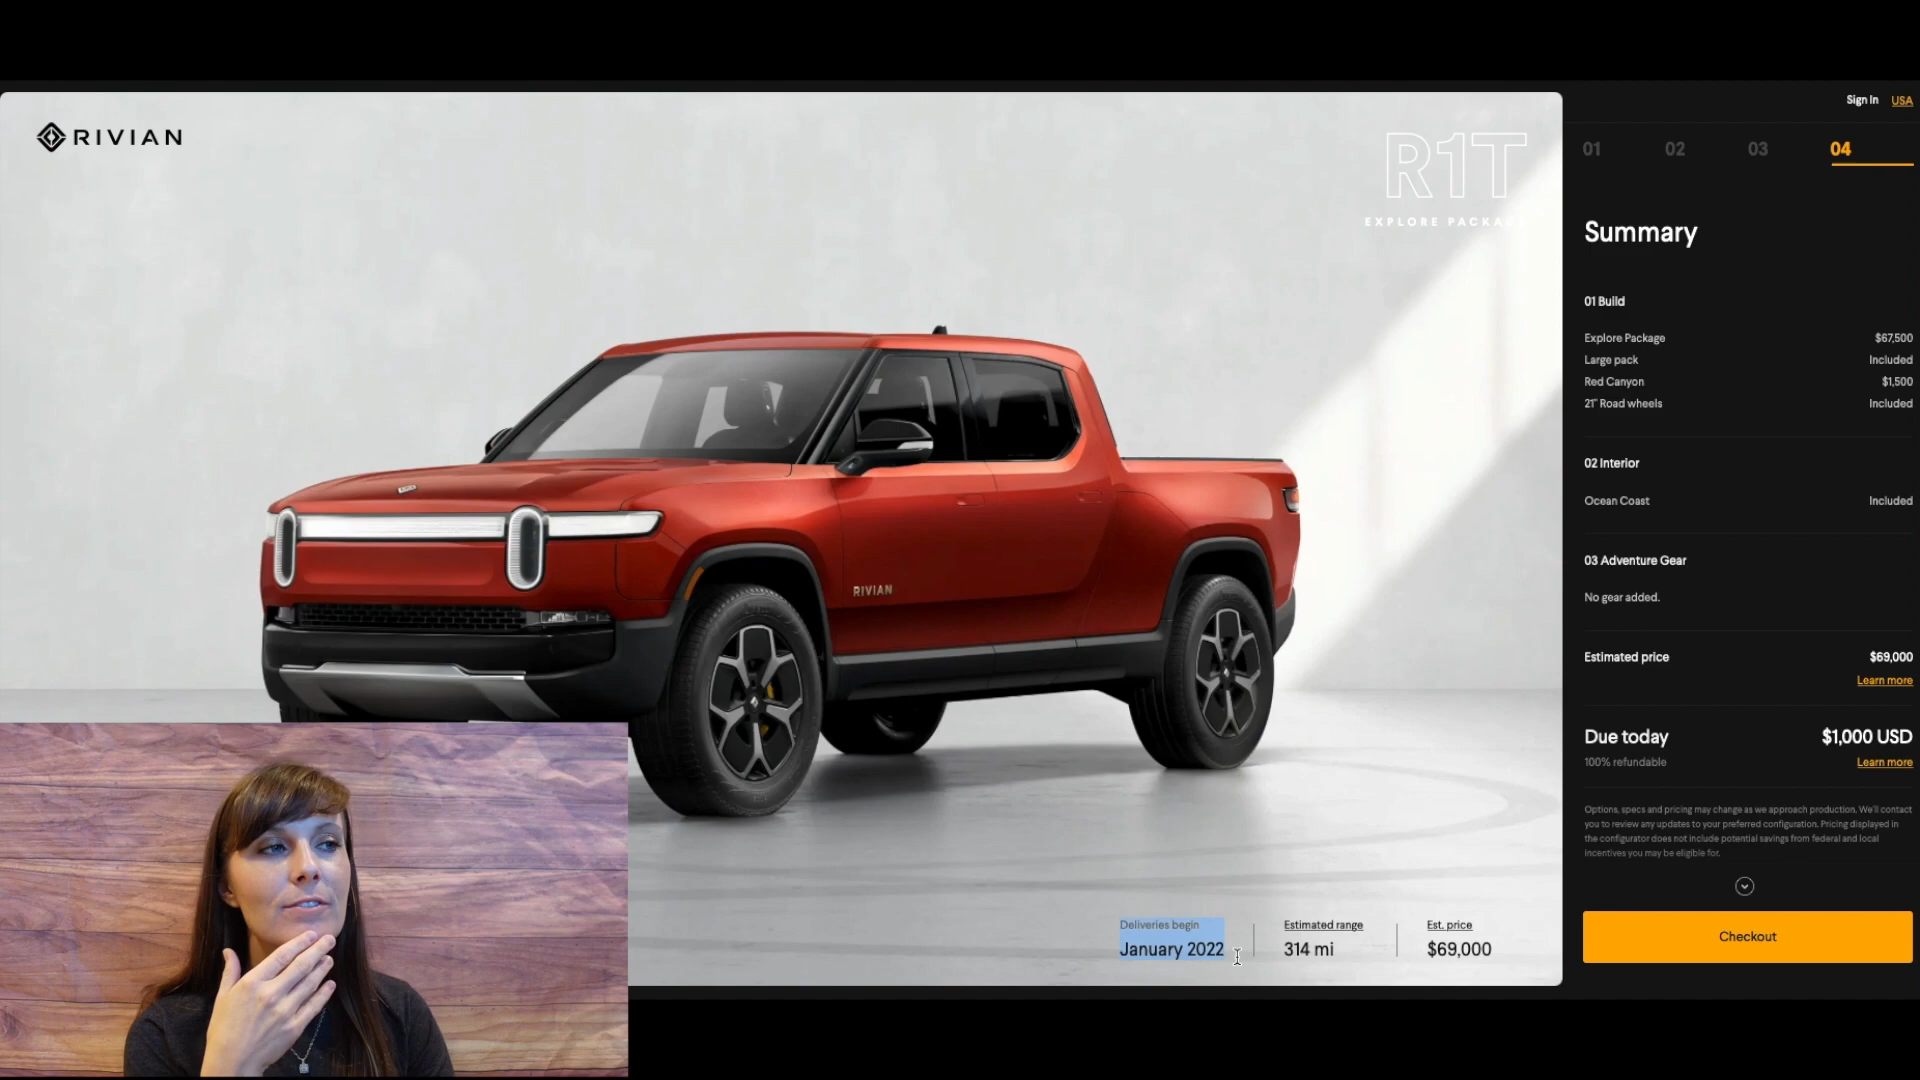 RIVIAN
R1T
EXPLORE PACKAGE
RIVIAN
Deliveries begin
January 2022
Estimated range
314 mi
Est. price
$69,000
Sign In USA
01 02 03 04
Summary
01 Build
Explore Package $67,500
Large pack Included
Red Canyon $1,500
21" Road wheels Included
02 Interior
Ocean Coast Included
03 Adventure Gear
No gear added.
Estimated price $69,000
Learn more
Due today $1,000 USD
100% refundable Learn more
Options, specs and pricing may change as we approach production. We'll contact
you to review any updates to your preferred configuration. Pricing displayed in
the configurator does not include potential savings from federal and local
incentives you may be eligible for.
Checkout